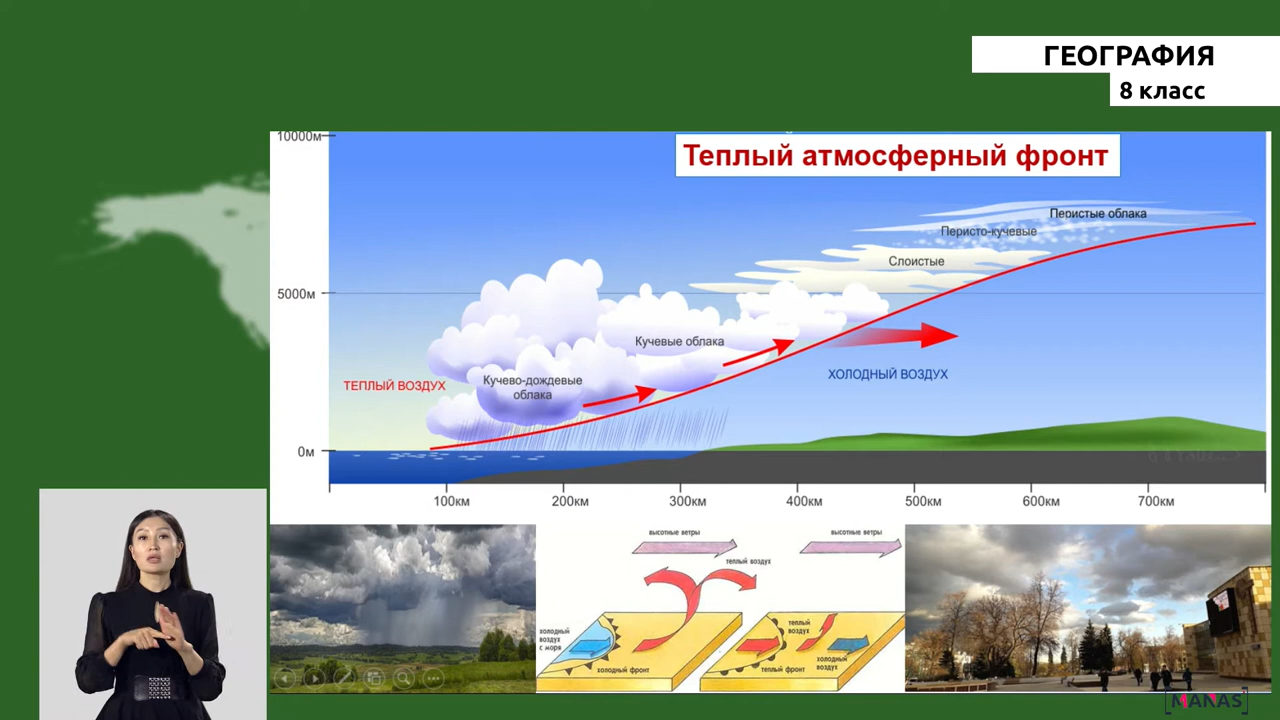 ГЕОГРАФИЯ
8 класс
10000м
Теплый атмосферный фронт
Перистые облака
Перисто-кучевые
Слоистые
5000м
Кучевые облака
ХОЛОДНЫЙ ВОЗДУХ
ТЕПЛЫЙ ВОЗДУХ
Кучево-дождевые
облака
0м
100км
200км
300км
400км
500км
600км
700км
высотные ветры
высотные ветры
теплый воздух
холодный
воздух
с моря
холодный фронт
теплый
воздух
теплый фронт
холодный
воздух
MANAS